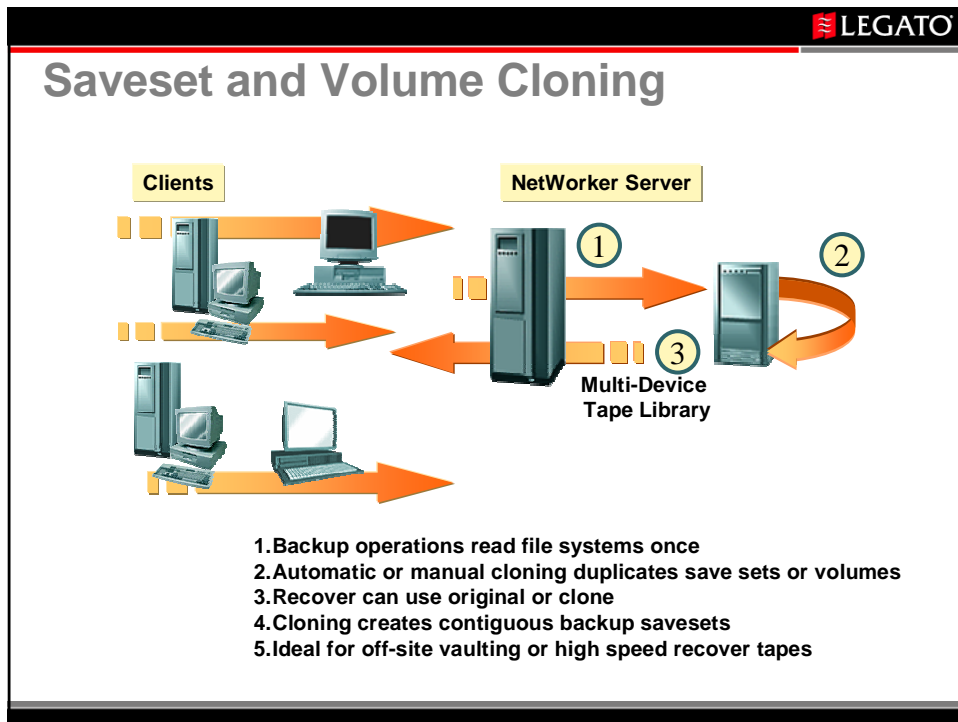 LEGATO
Saveset and Volume Cloning
Clients
NetWorker Server
1
2
3
Multi-Device
Tape Library
1.Backup operations read file systems once
2.Automatic or manual cloning duplicates save sets or volumes
3.Recover can use original or clone
4.Cloning creates contiguous backup savesets
5.Ideal for off-site vaulting or high speed recover tapes